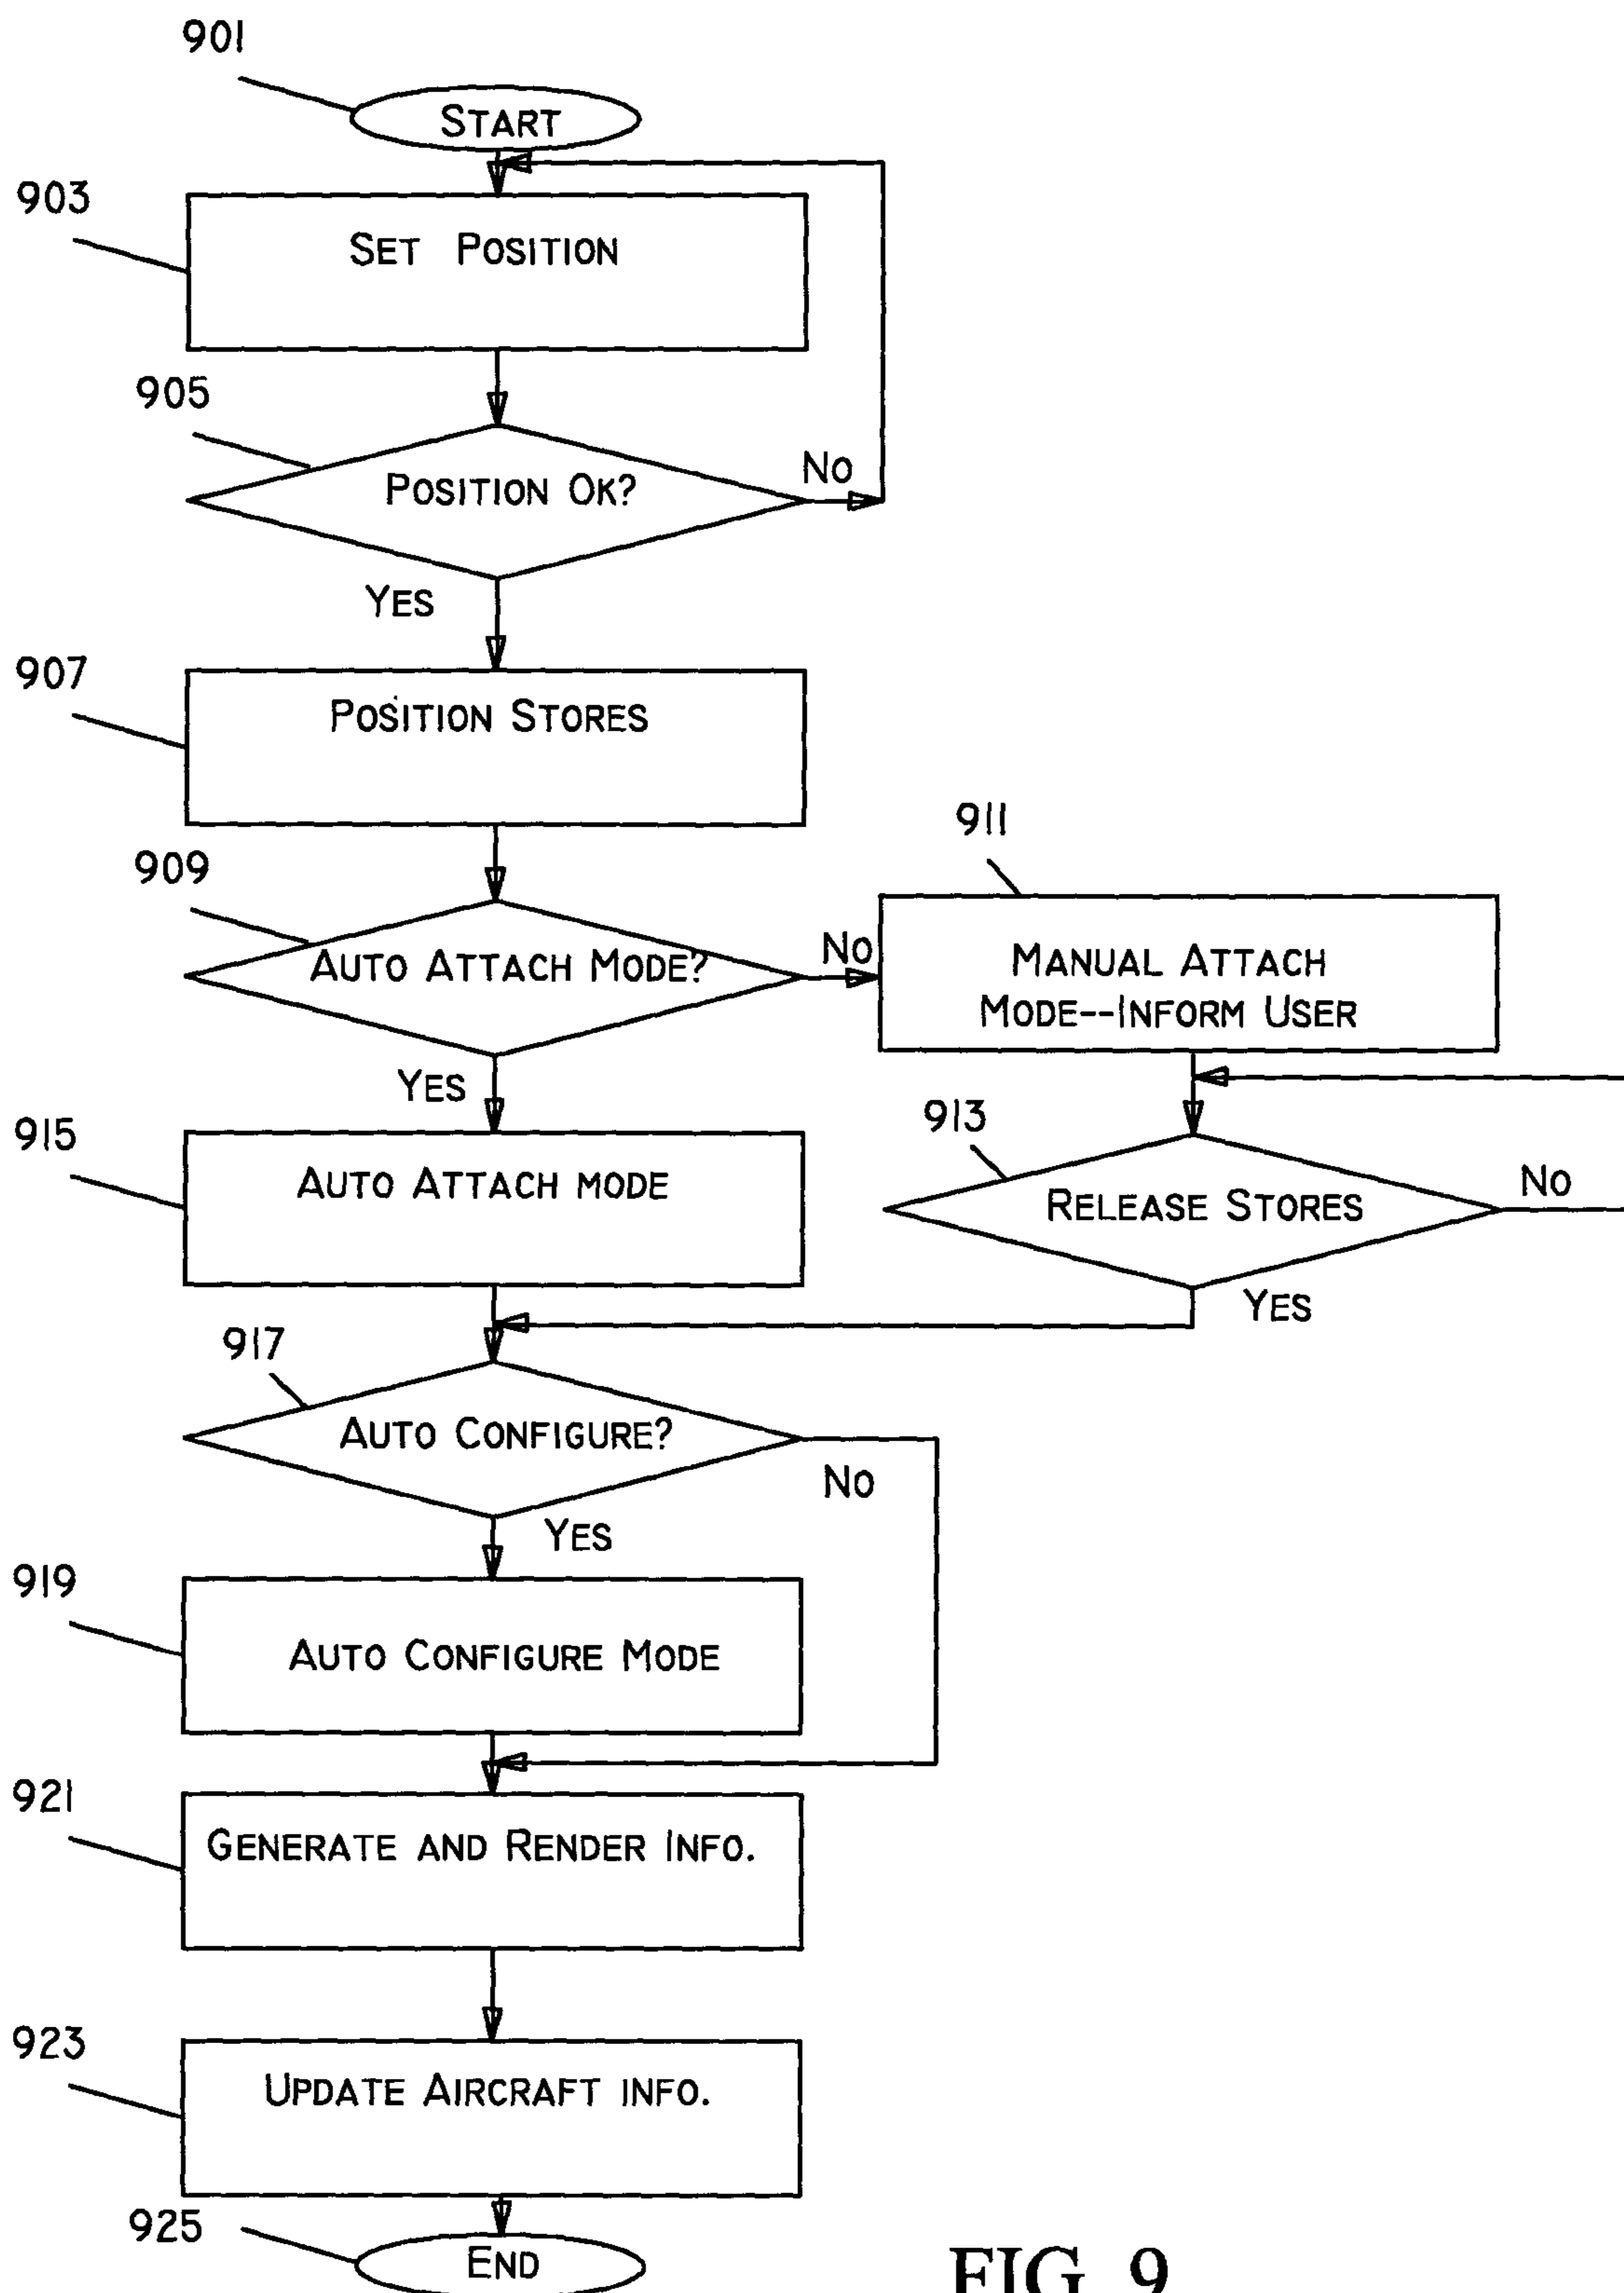 901
START
903
SET POSITION
905
POSITION OK?
NO
YES
907
POSITION STORES
909
AUTO ATTACH MODE?
NO
911
MANUAL ATTACH
MODE--INFORM USER
YES
913
915
AUTO ATTACH MODE
RELEASE STORES
NO
YES
917
AUTO CONFIGURE?
NO
YES
919
AUTO CONFIGURE MODE
921
GENERATE AND RENDER INFO.
923
UPDATE AIRCRAFT INFO.
925
END
FIG. 9